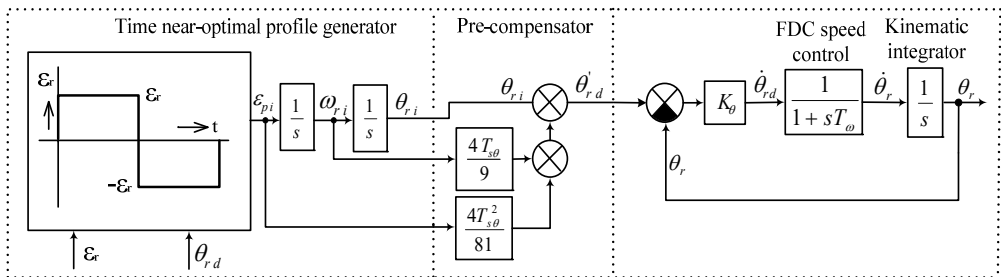 Time near-optimal profile generator
Pre-compensator
FDC speed control
Kinematic integrator
εr
εr
t
-εr
εr
θrd
εpi
1/s
ωri
1/s
θri
θri
4Tsθ/9
4Tsθ²/81
θ'rd
Kθ
θ̇rd
1/(1+sTω)
θ̇r
1/s
θr
θr